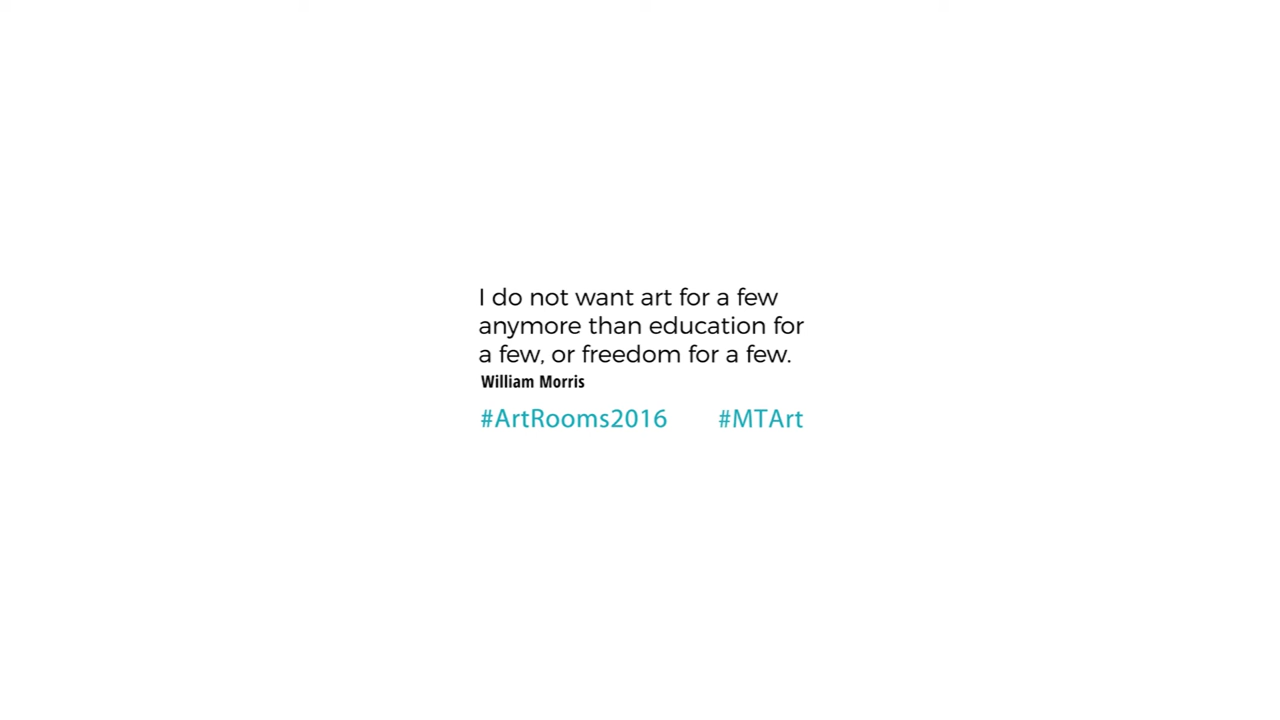 I do not want art for a few
anymore than education for
a few, or freedom for a few.
William Morris
#ArtRooms2016 #MTArt